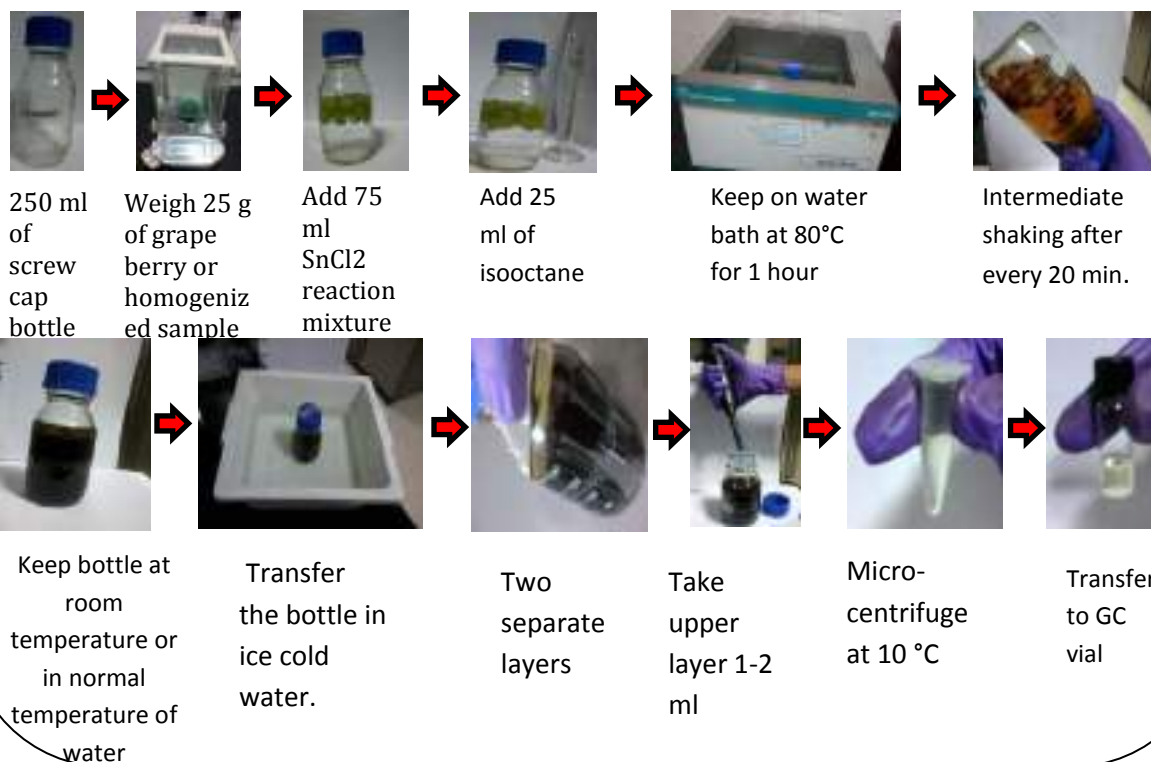 250 ml
of
screw
cap
bottle
Weigh 25 g
of grape
berry or
homogeniz
ed sample
Add 75
ml
SnCl2
reaction
mixture
Add 25
ml of
isooctane
Keep on water
bath at 80°C
for 1 hour
Intermediate
shaking after
every 20 min.
Keep bottle at
room
temperature or
in normal
temperature of
water
Transfer
the bottle in
ice cold
water.
Two
separate
layers
Take
upper
layer 1-2
ml
Micro-
centrifuge
at 10 °C
Transfer
to GC
vial